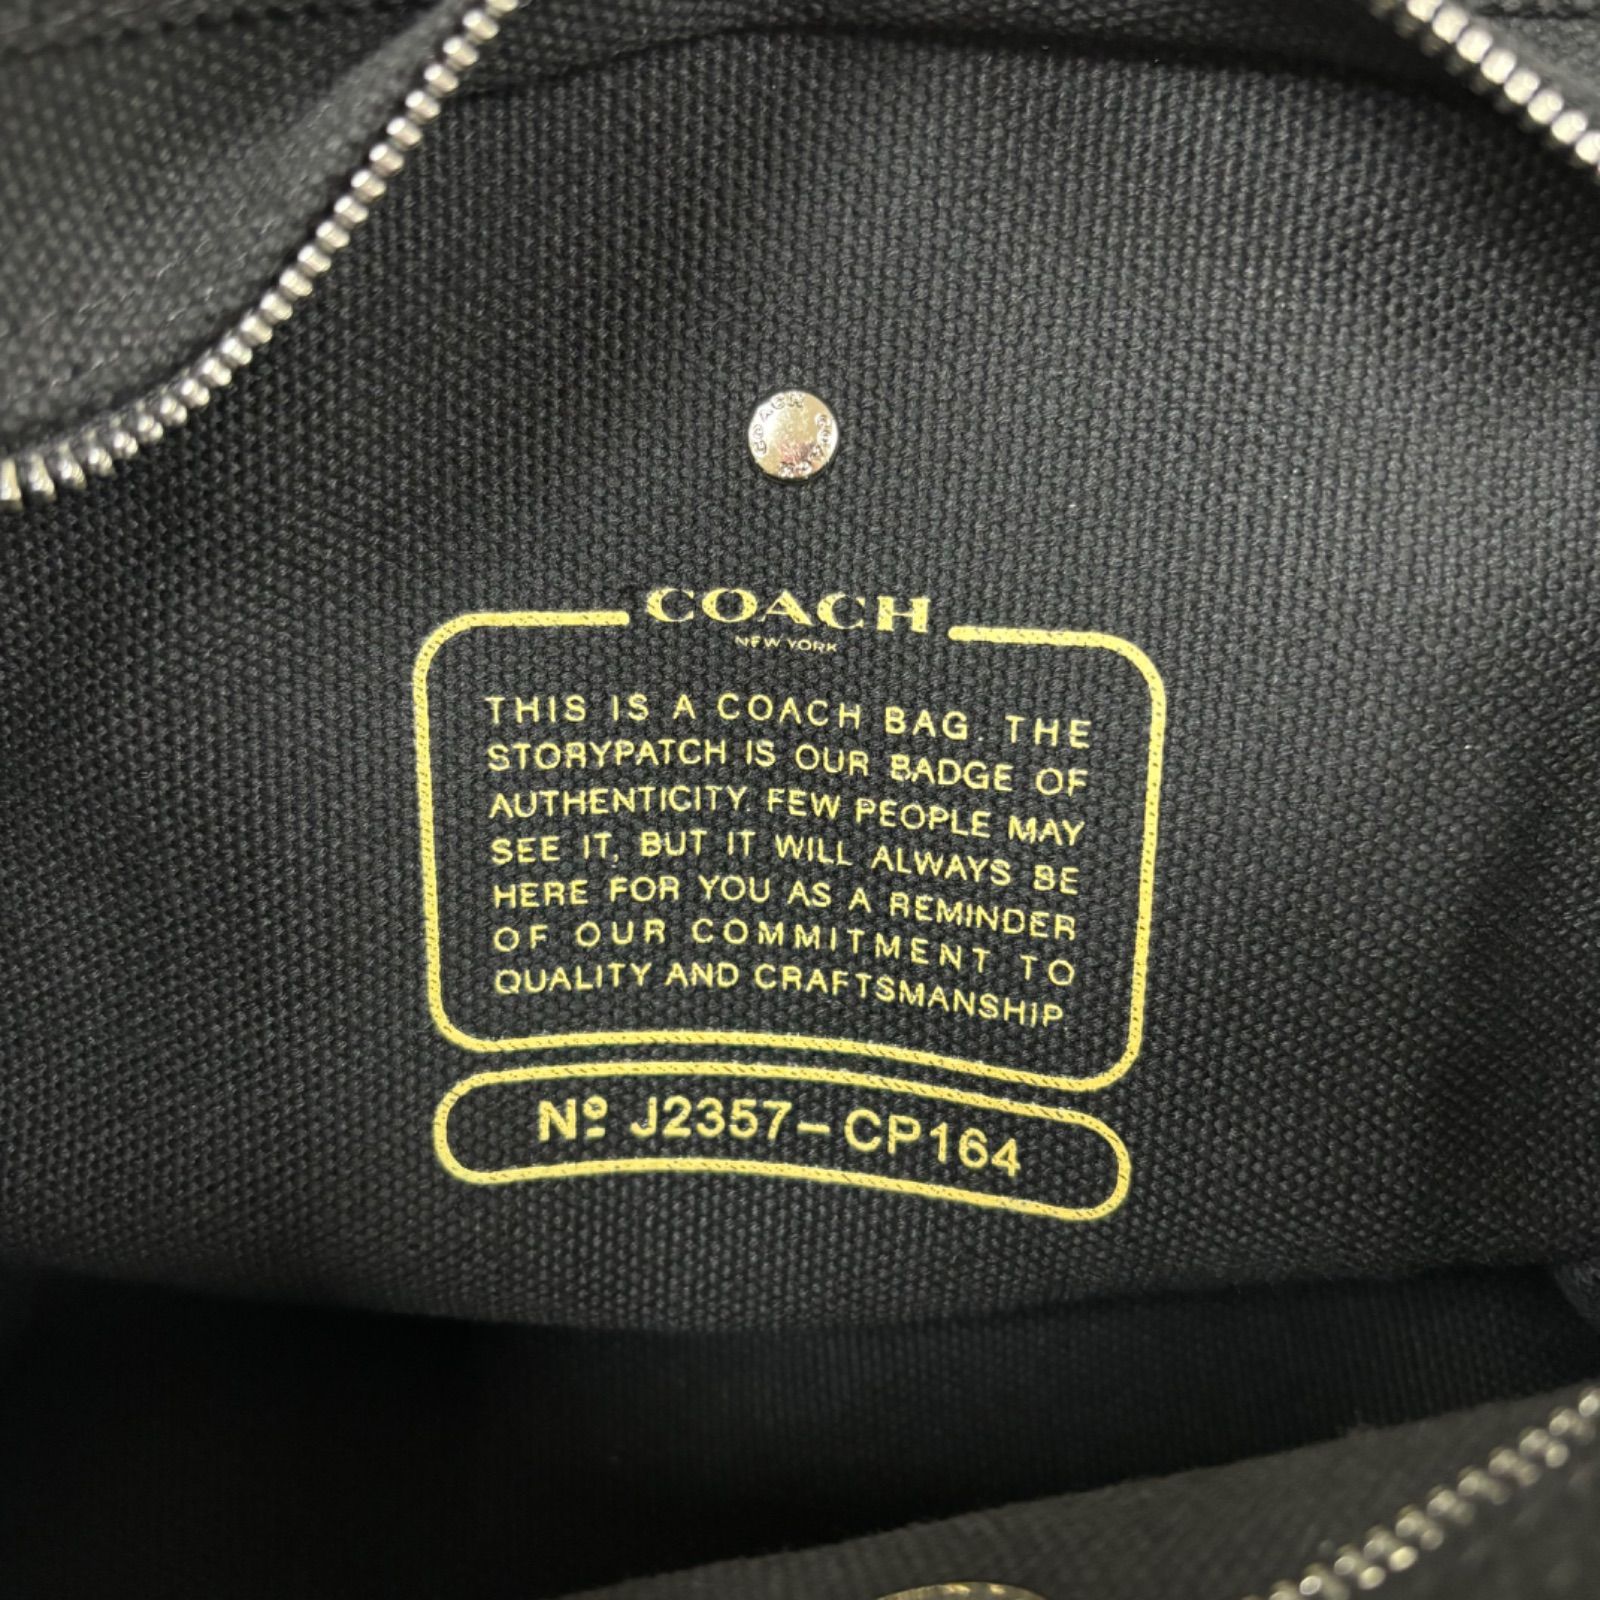 COACH COACH
COACH
NEW YORK
THIS IS A COACH BAG. THE
STORYPATCH IS OUR BADGE OF
AUTHENTICITY. FEW PEOPLE MAY
SEE IT, BUT IT WILL ALWAYS BE
HERE FOR YOU AS A REMINDER
OF OUR COMMITMENT TO
QUALITY AND CRAFTSMANSHIP.
Nº J2357-CP164